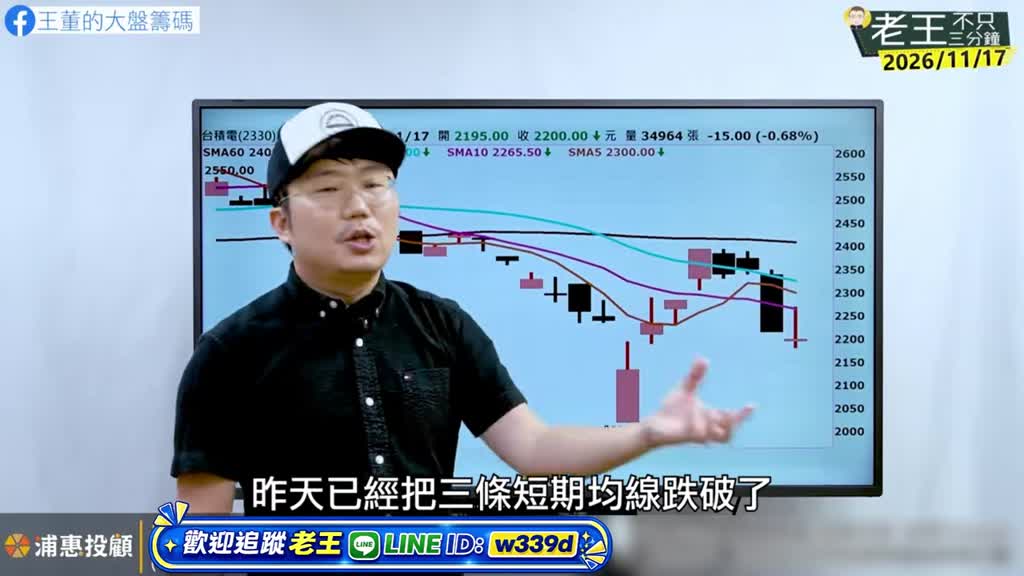 王董的大盤籌碼
老王 不只三分鐘
2026/11/17
台積電(2330) 1/17 開 2195.00 收 2200.00↓元 量 34964 張 -15.00 (-0.68%)
SMA60 240 00↓ SMA10 2265.50↓ SMA5 2300.00↓
2550.00
2600
2550
2500
2450
2400
2350
2300
2250
2200
2150
2100
2050
2000
昨天已經把三條短期均線跌破了
浦惠投顧
歡迎追蹤 老王 LINE LINE ID: w339d